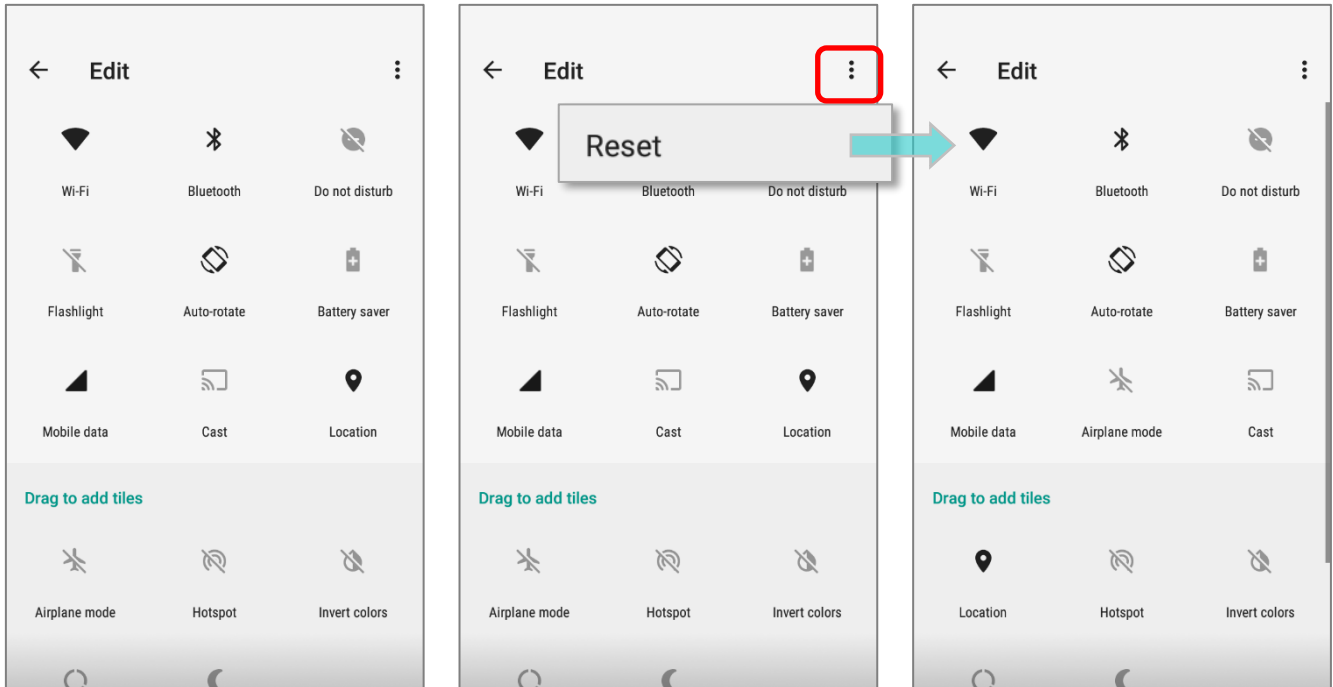 Edit
Wi-Fi Bluetooth Do not disturb
Flashlight Auto-rotate Battery saver
Mobile data Cast Location
Drag to add tiles
Airplane mode Hotspot Invert colors
Edit
Reset
Wi-Fi Bluetooth Do not disturb
Flashlight Auto-rotate Battery saver
Mobile data Cast Location
Drag to add tiles
Airplane mode Hotspot Invert colors
Edit
Wi-Fi Bluetooth Do not disturb
Flashlight Auto-rotate Battery saver
Mobile data Airplane mode Cast
Drag to add tiles
Location Hotspot Invert colors